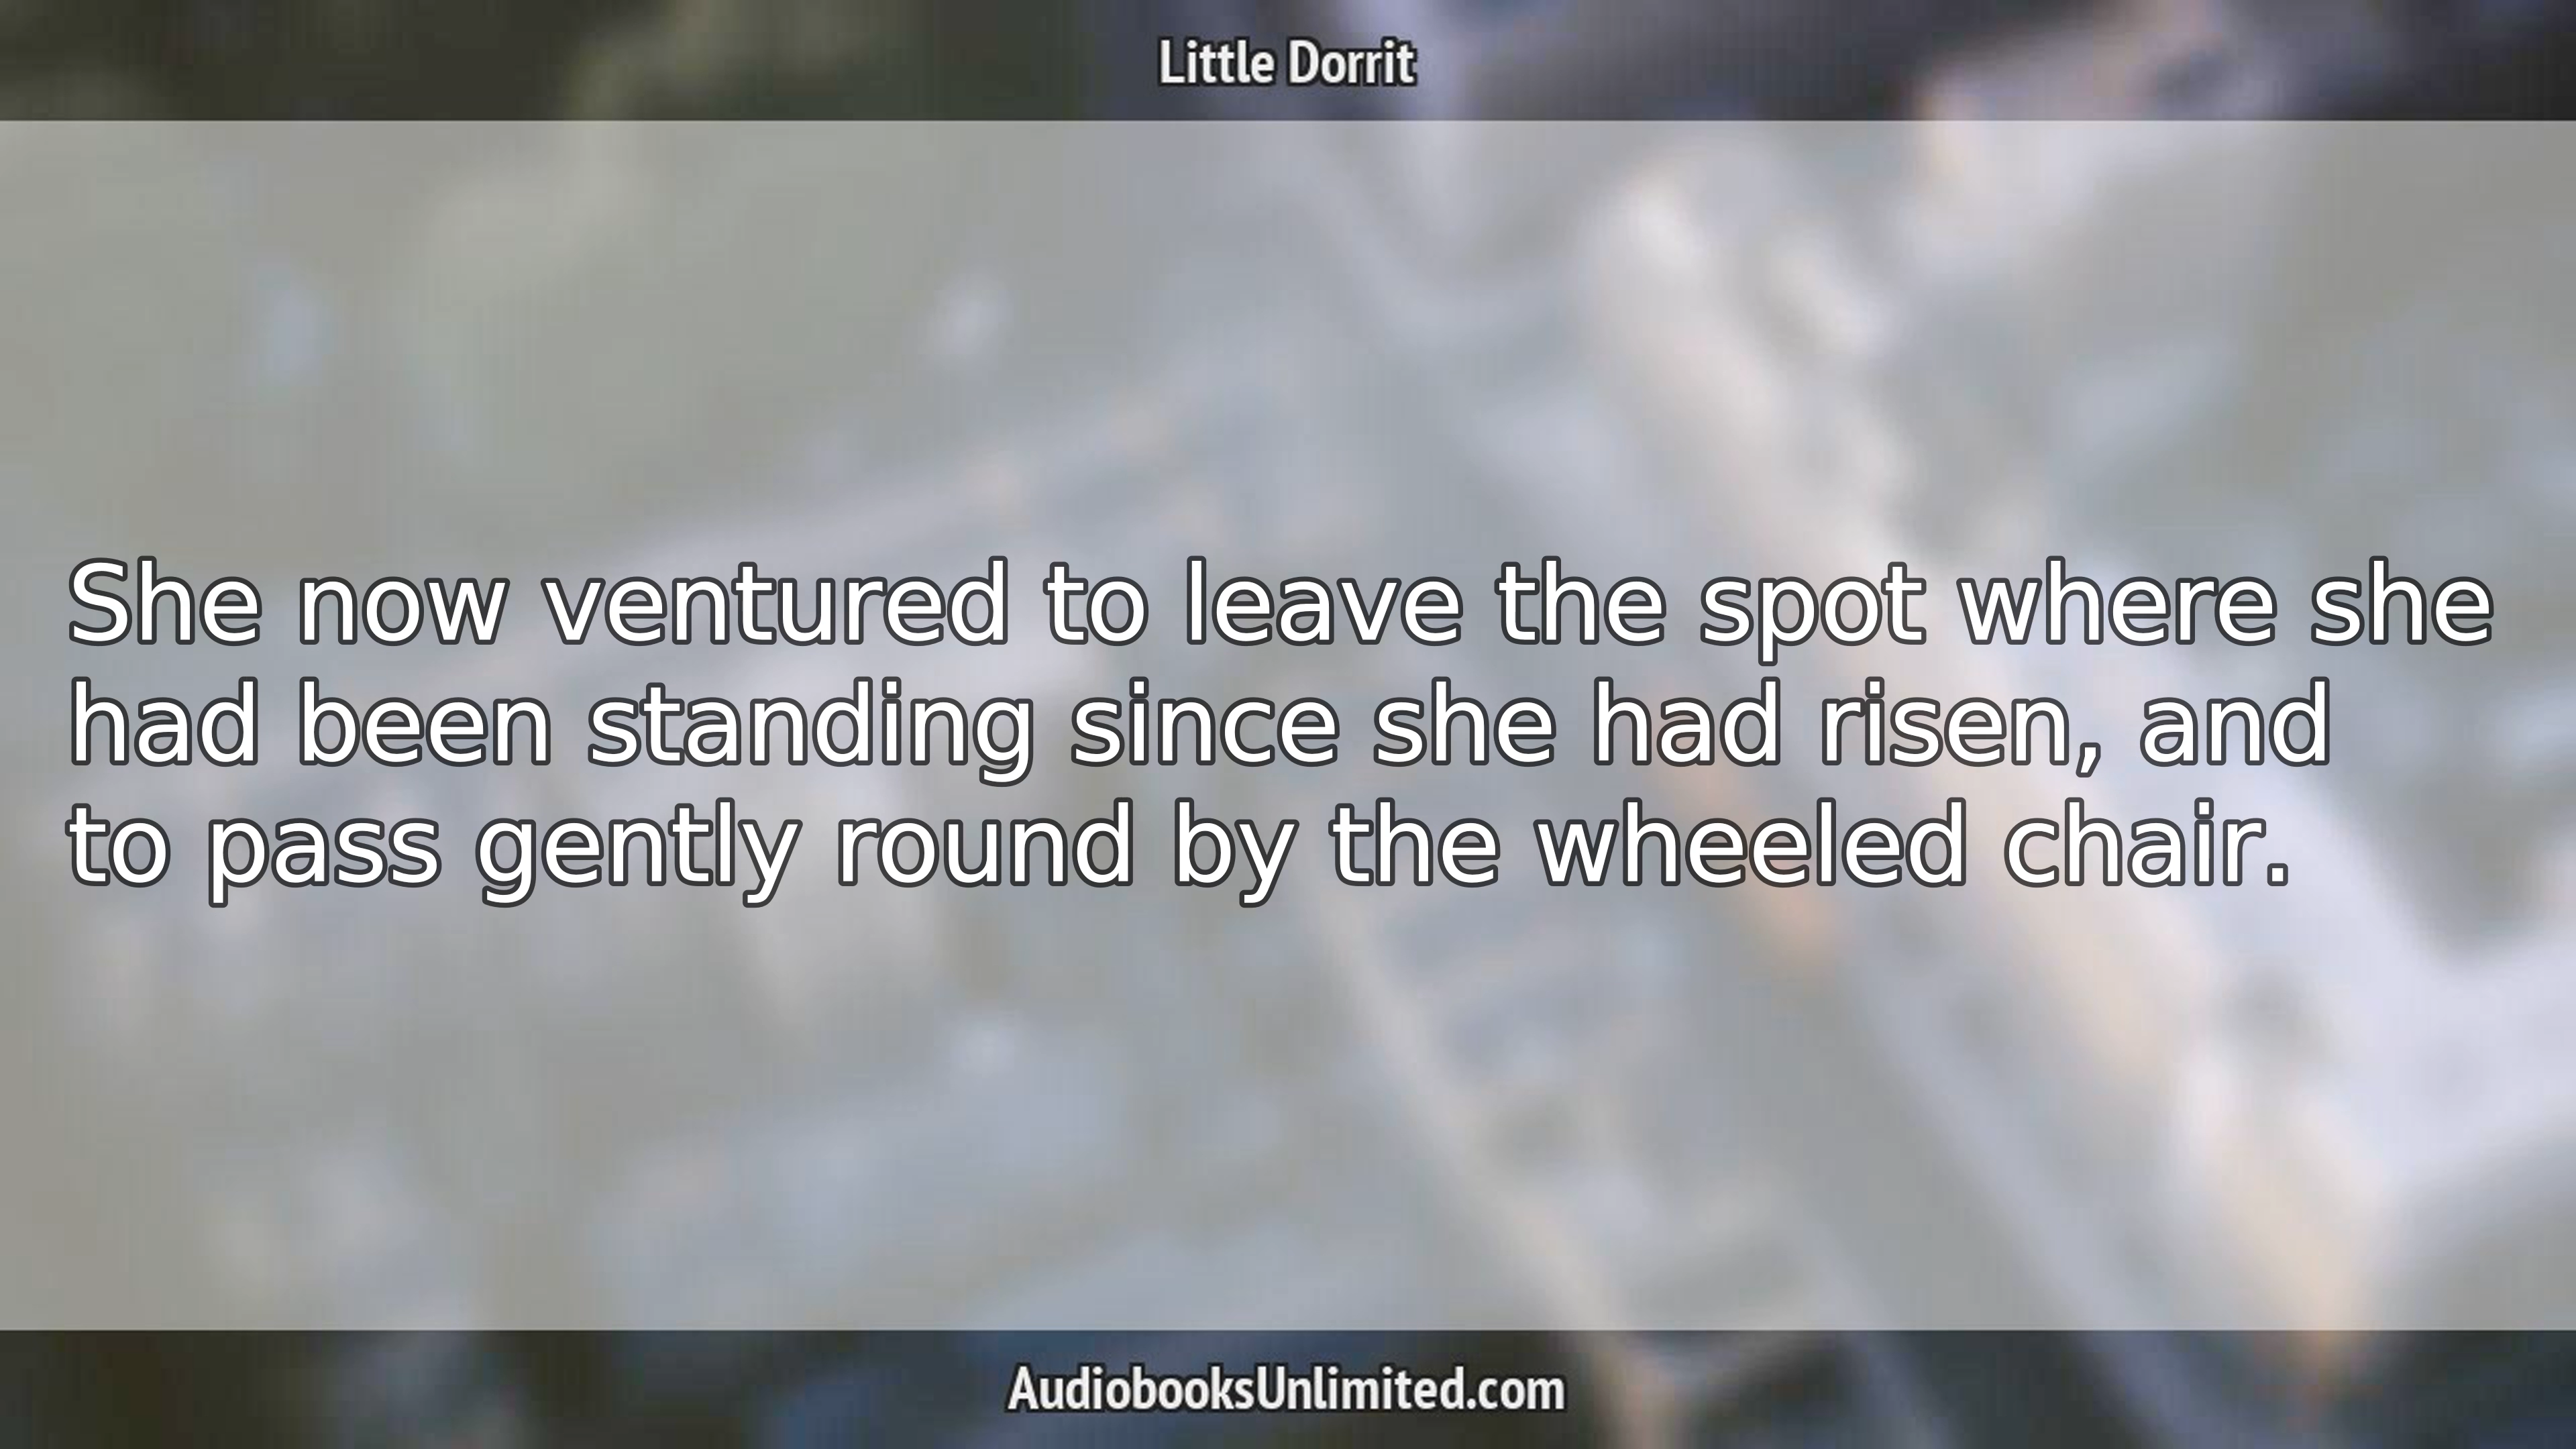 Little Dorrit
She now ventured to leave the spot where she
had been standing since she had risen, and
to pass gently round by the wheeled chair.
AudiobooksUnlimited.com